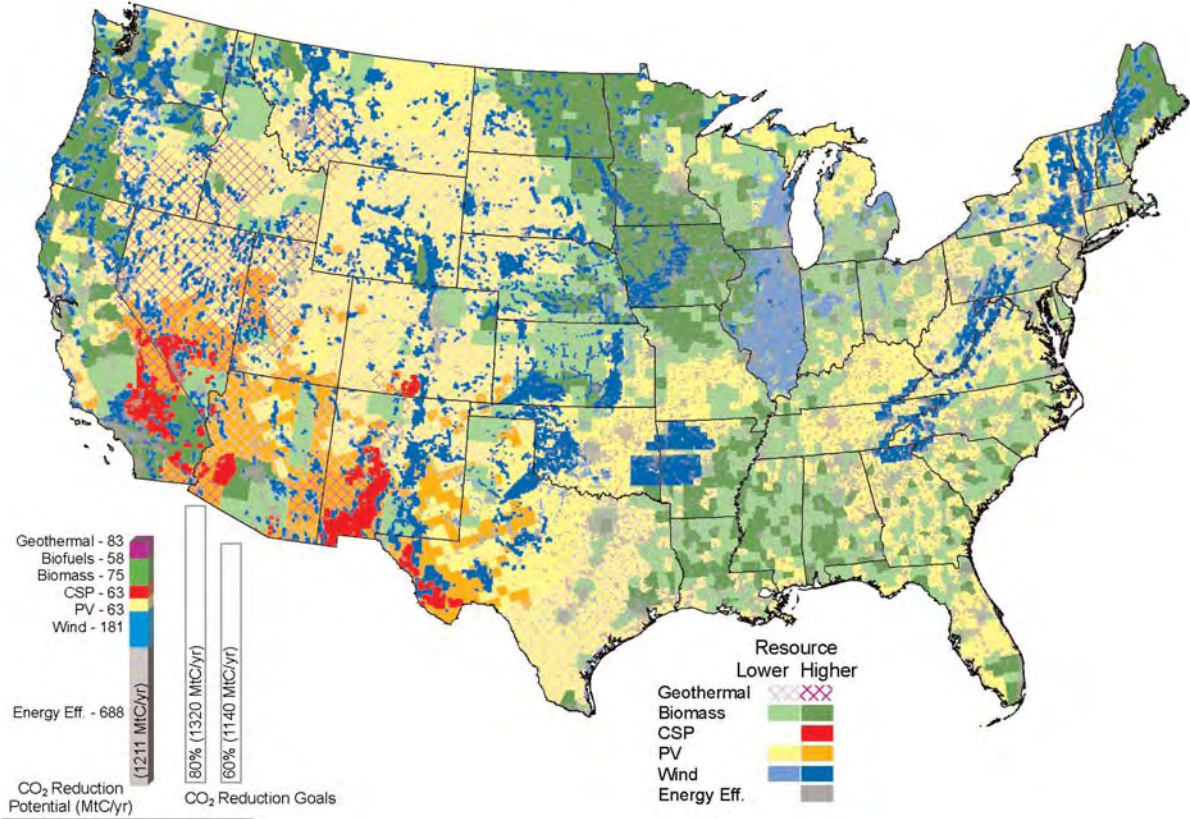 Geothermal - 83
Biofuels - 58
Biomass - 75
CSP - 63
PV - 63
Wind - 181
Energy Eff. - 688
(1211 MtC/yr)
CO₂ Reduction
Potential (MtC/yr)
80% (1320 MtC/yr)
60% (1140 MtC/yr)
CO₂ Reduction Goals
Resource
Lower Higher
Geothermal
Biomass
CSP
PV
Wind
Energy Eff.